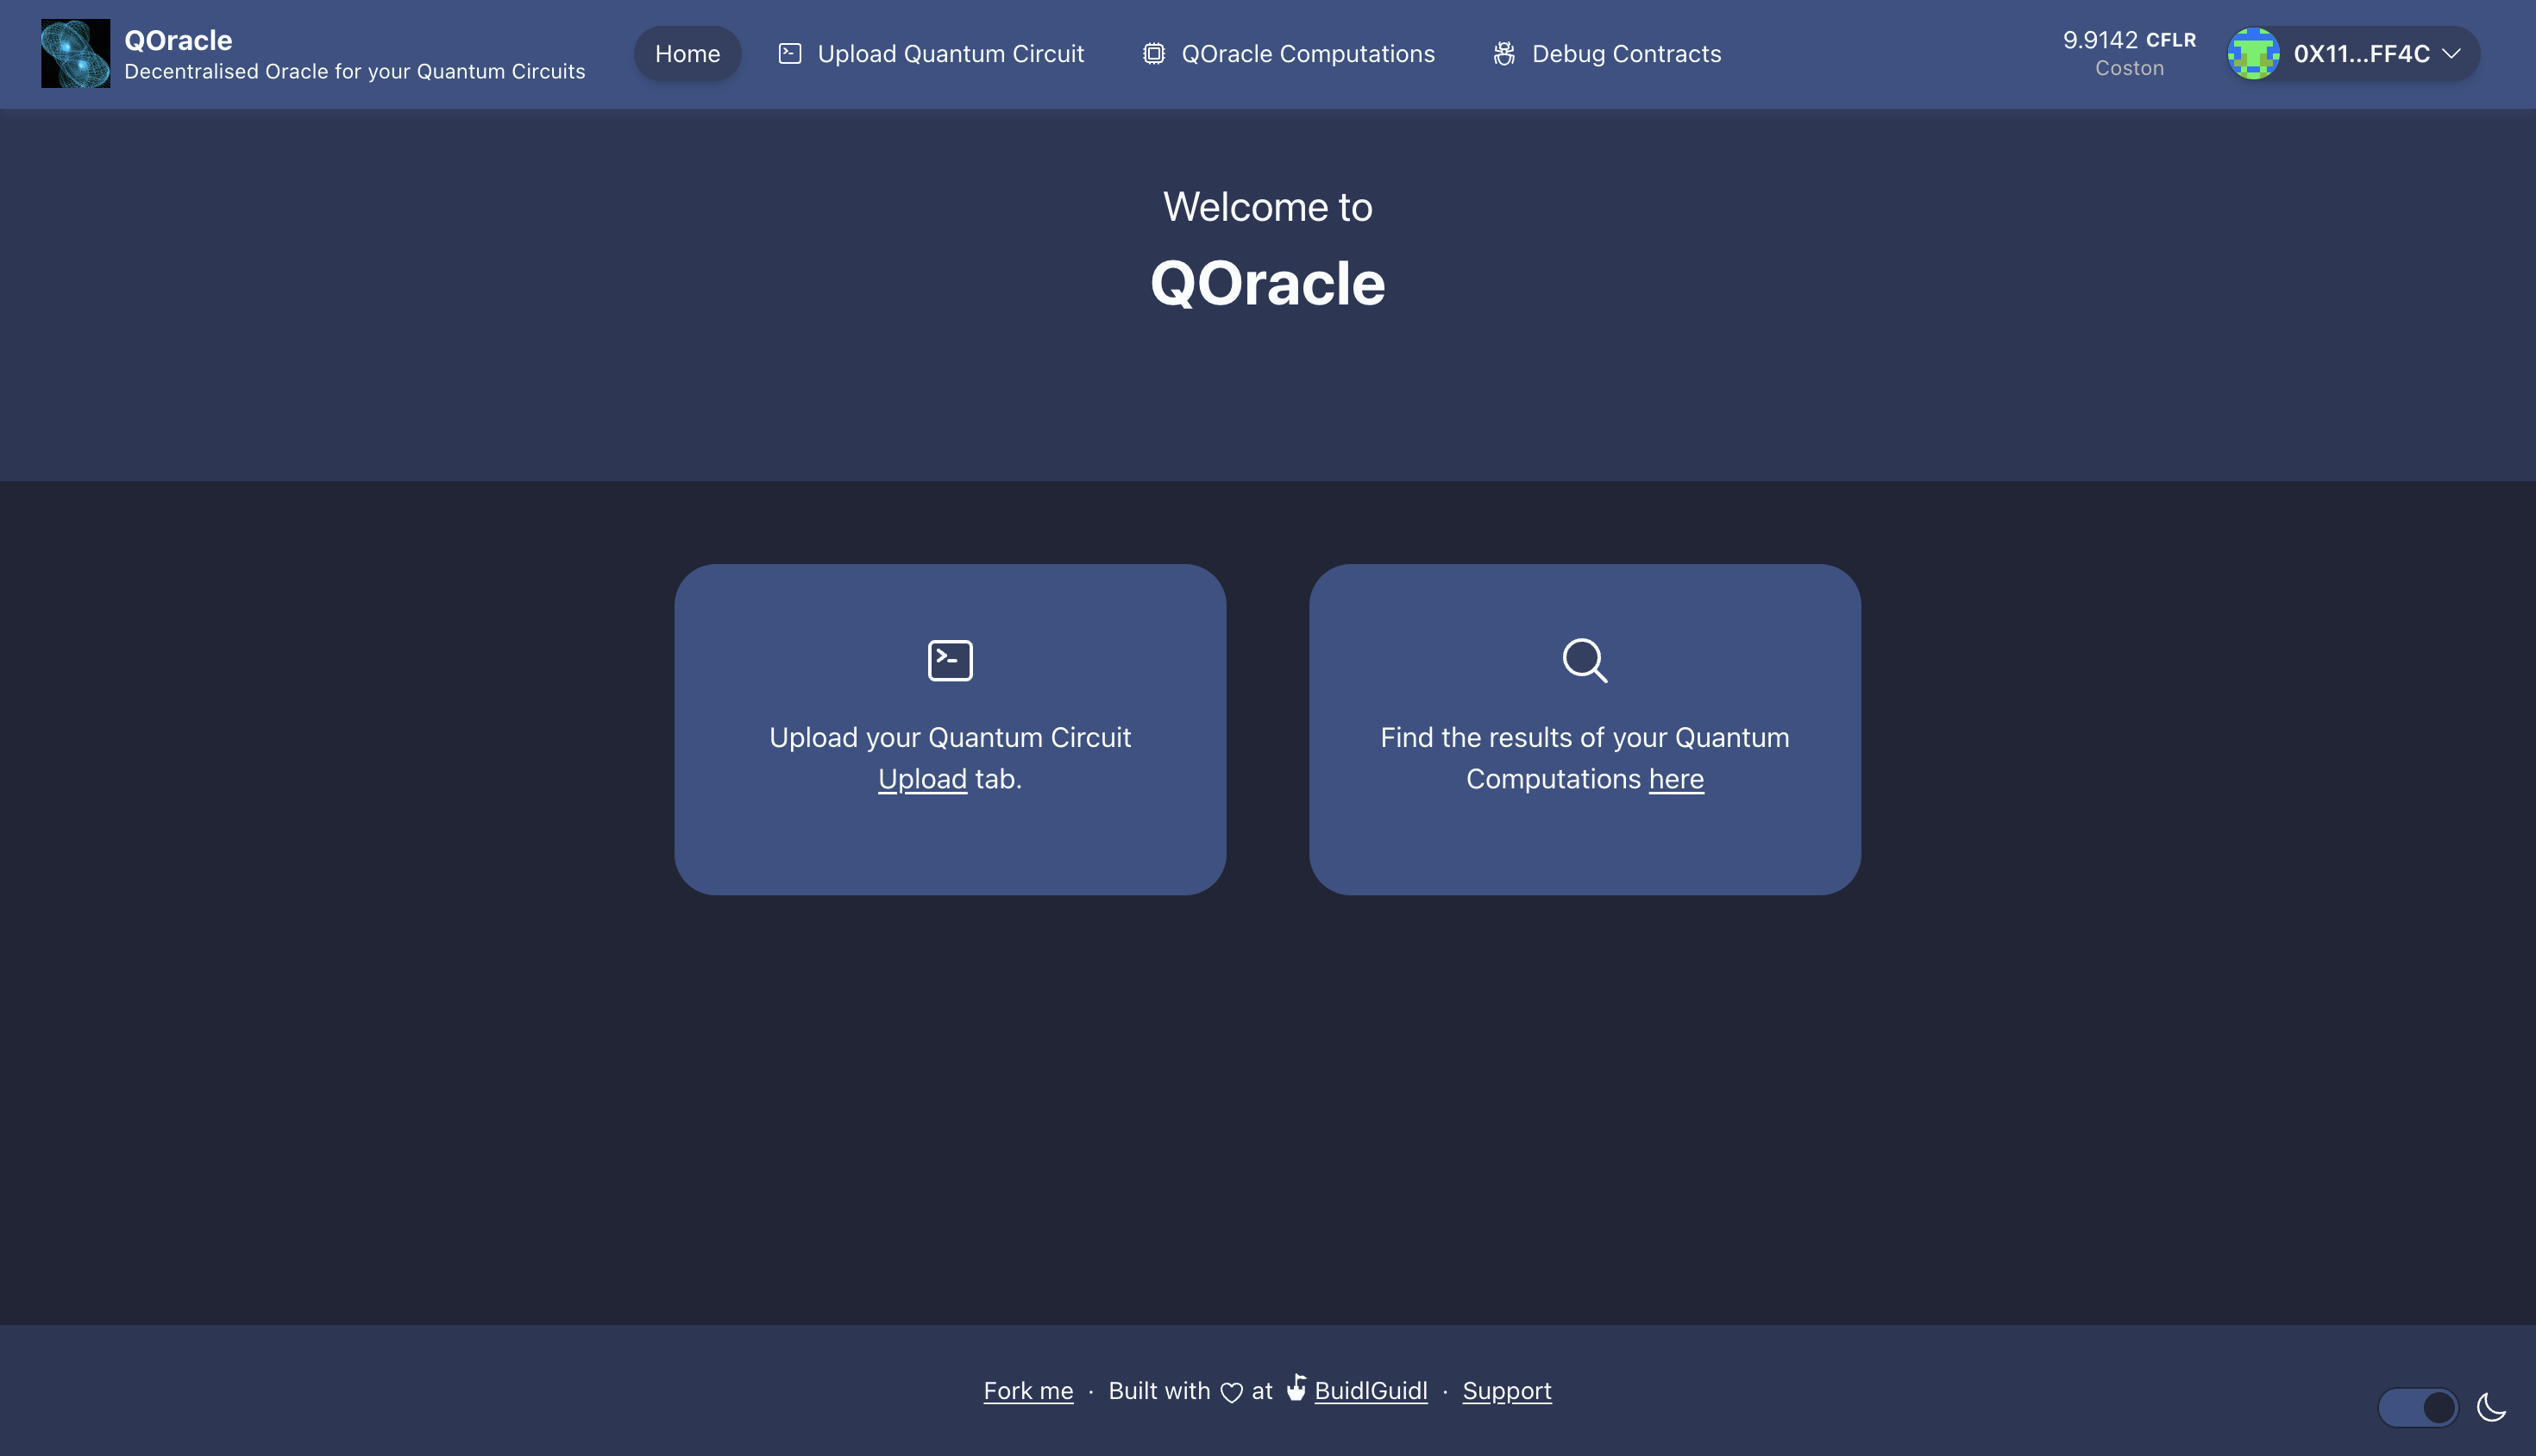 QOracle
Decentralised Oracle for your Quantum Circuits
Home
Upload Quantum Circuit
QOracle Computations
Debug Contracts
9.9142 CFLR
Coston
0X11...FF4C
Welcome to
QOracle
Upload your Quantum Circuit
Upload tab.
Find the results of your Quantum
Computations here
Fork me · Built with ♡ at BuidlGuidl · Support